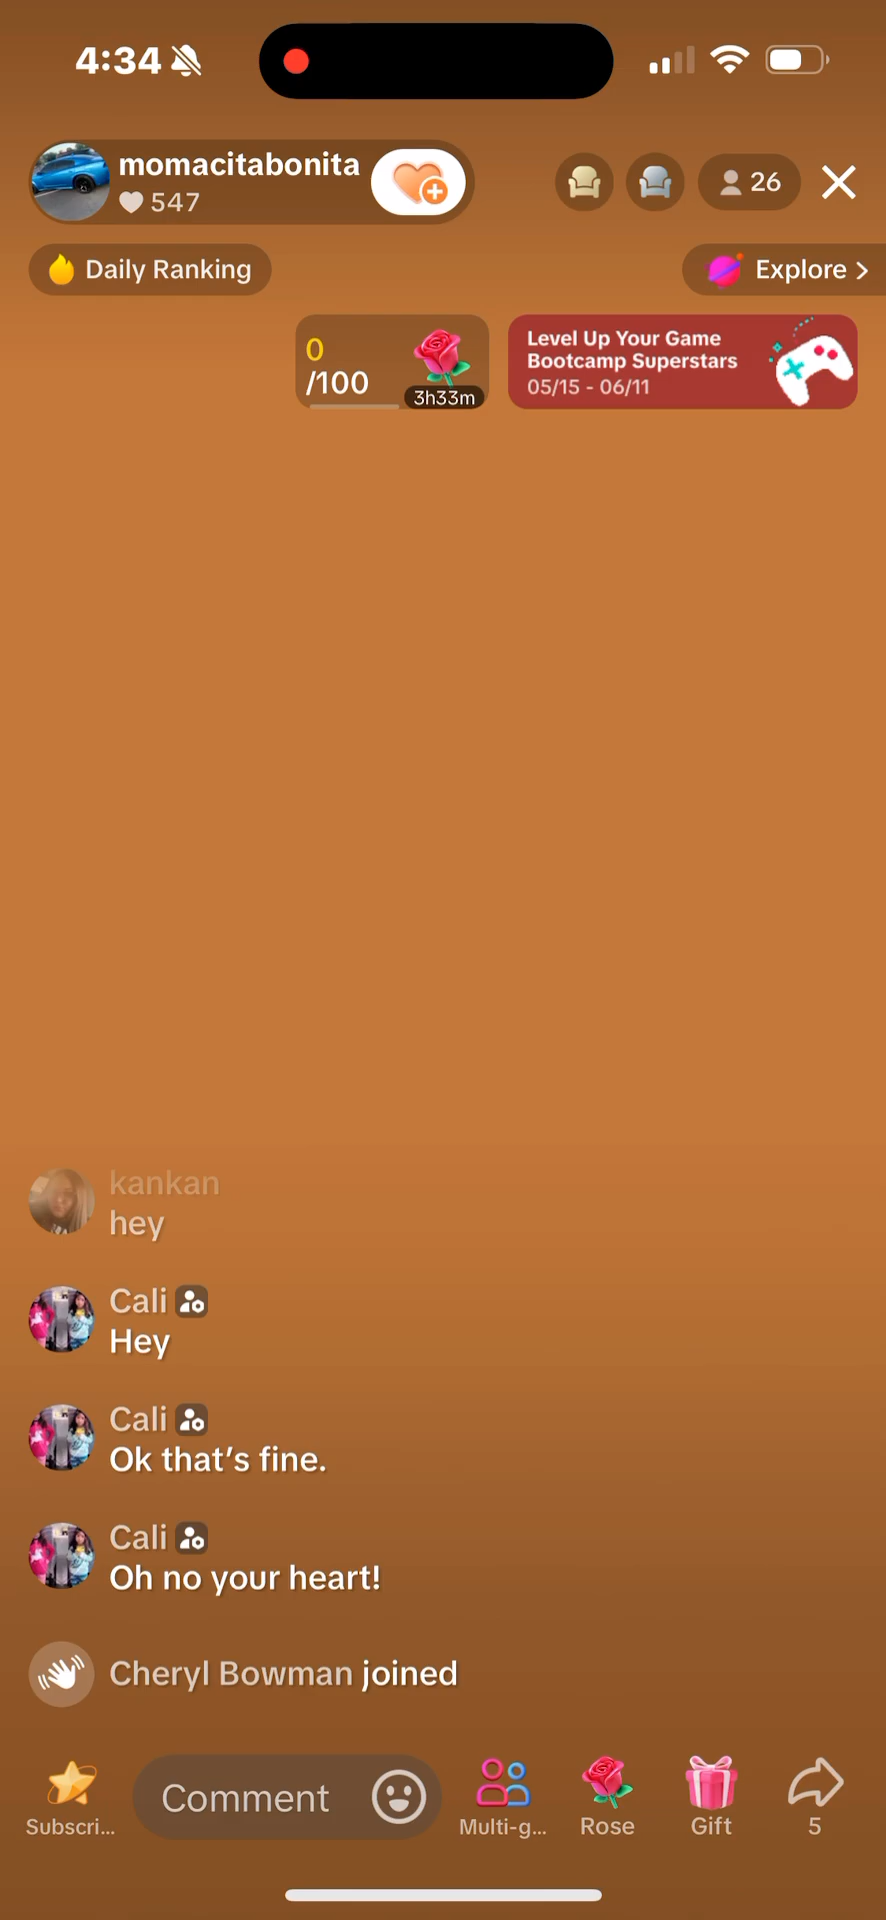 4:34
momacitabonita
547
26
Daily Ranking
Explore >
0
/100
3h33m
Level Up Your Game
Bootcamp Superstars
05/15 - 06/11
kankan
hey
Cali
Hey
Cali
Ok that's fine.
Cali
Oh no your heart!
Cheryl Bowman joined
Subscri...
Comment
Multi-g...
Rose
Gift
5